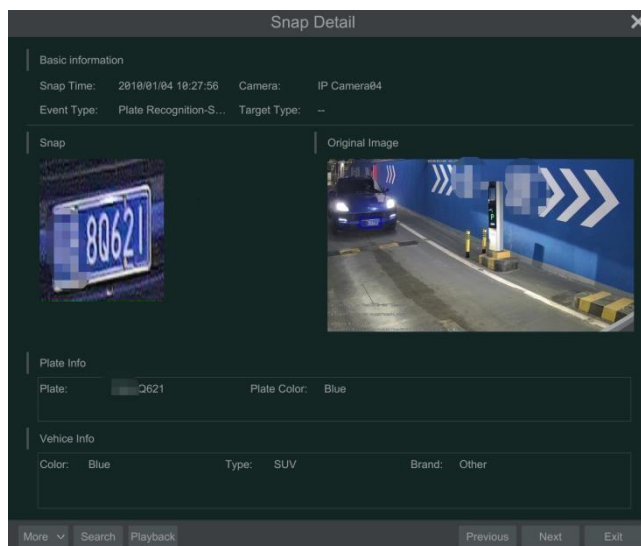 Snap Detail
Basic information
Snap Time: 2010/01/04 10:27:56 Camera: IP Camera04
Event Type: Plate Recognition-S... Target Type: --
Snap
Original Image
8Q621
P
Plate Info
Plate: Q621 Plate Color: Blue
Vehice Info
Color: Blue Type: SUV Brand: Other
More Search Playback Previous Next Exit